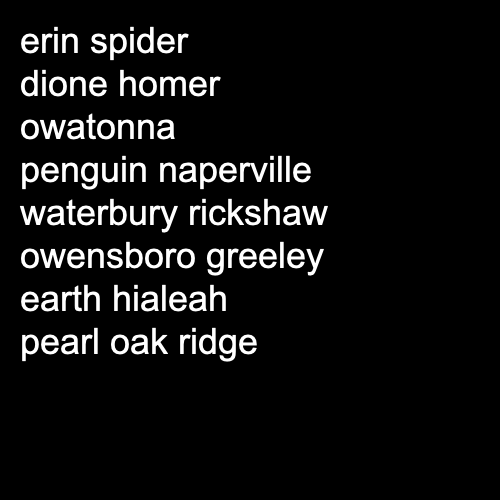 erin spider
dione homer
owatonna
penguin naperville
waterbury rickshaw
owensboro greeley
earth hialeah
pearl oak ridge